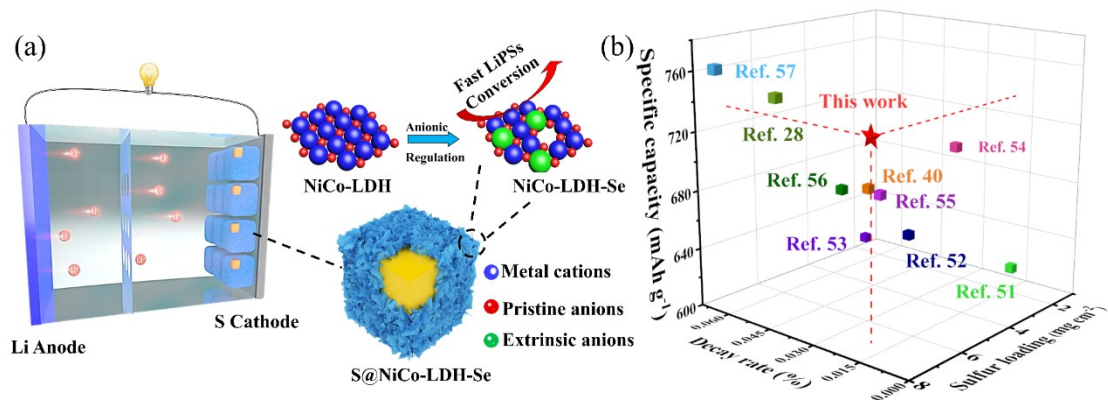 (a)
Fast LiPSs
Conversion
Anionic
Regulation
NiCo-LDH
NiCo-LDH-Se
Metal cations
Pristine anions
Extrinsic anions
S Cathode
Li Anode
S@NiCo-LDH-Se
(b)
Specific capacity (mAh g⁻¹)
760
720
680
640
600
Ref. 57
Ref. 28
This work
Ref. 54
Ref. 56
Ref. 40
Ref. 55
Ref. 53
Ref. 52
Ref. 51
0.060
0.045
0.030
0.015
0.000
Decay rate (%)
2
4
6
8
Sulfur loading (mg cm⁻²)